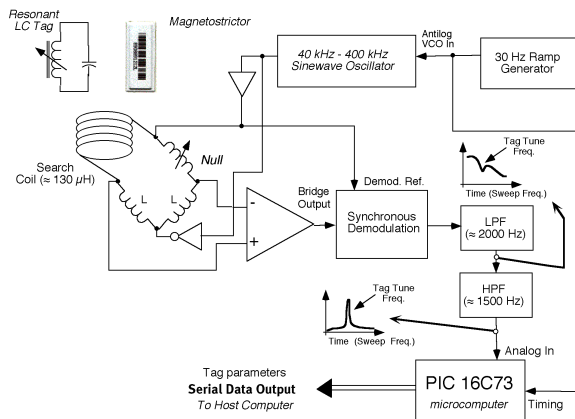 Resonant
LC Tag
Magnetostrictor
40 kHz - 400 kHz
Sinewave Oscillator
Antilog
VCO In
30 Hz Ramp
Generator
Search
Coil (≈ 130 µH)
Null
L
L
-
+
Bridge
Output
Demod. Ref.
Synchronous
Demodulation
Tag Tune
Freq.
Time (Sweep Freq.)
LPF
(≈ 2000 Hz)
HPF
(≈ 1500 Hz)
Tag Tune
Freq.
Time (Sweep Freq.)
Analog In
PIC 16C73
microcomputer
Timing
Tag parameters
Serial Data Output
To Host Computer